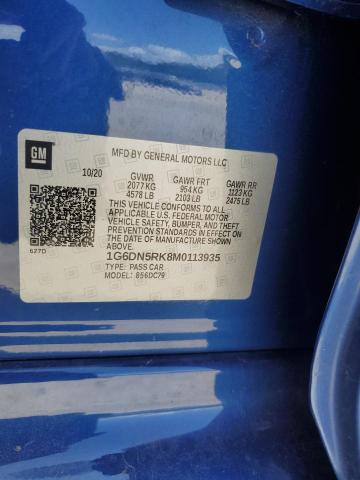 GM
MFD BY GENERAL MOTORS LLC
10/20 GVWR GAWR FRT GAWR RR
2077 KG 954 KG 1123 KG
4578 LB 2103 LB 2475 LB
THIS VEHICLE CONFORMS TO ALL
APPLICABLE U.S. FEDERAL MOTOR
VEHICLE SAFETY, BUMPER, AND THEFT
PREVENTION STANDARDS IN EFFECT ON
THE DATE OF MANUFACTURE SHOWN
ABOVE
627D
1G6DN5RK8M0113935
TYPE: PASS CAR
MODEL: 856DC79